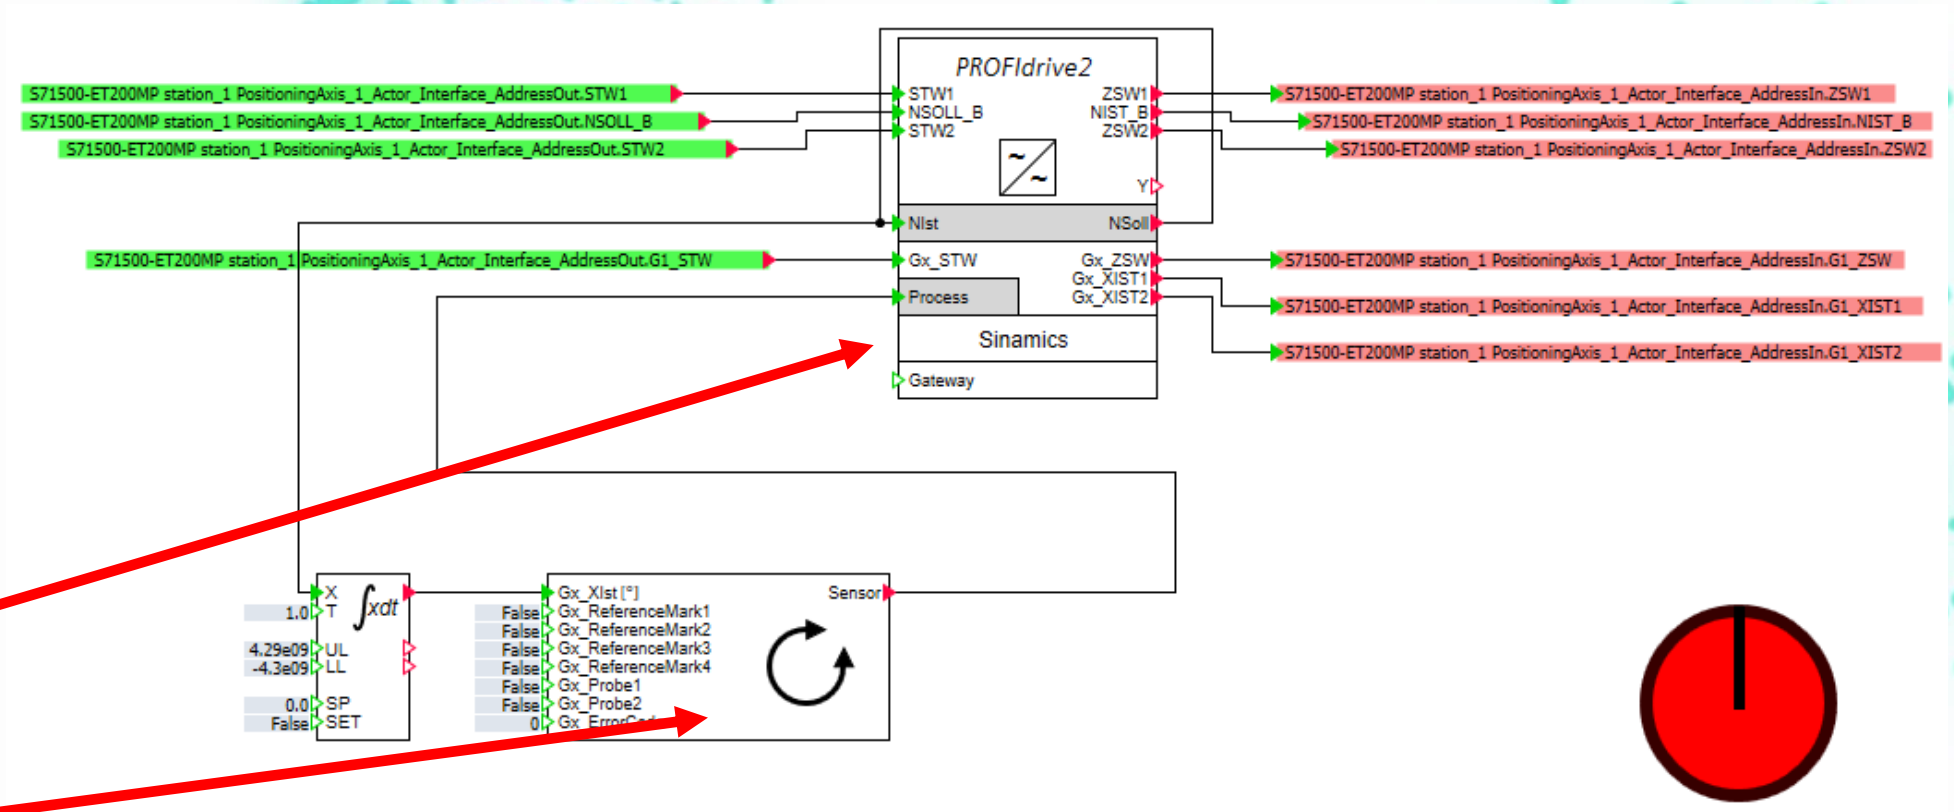 PROFIdrive2
S71500-ET200MP station_1 PositioningAxis_1_Actor_Interface_AddressOut.STW1
STW1
ZSW1
S71500-ET200MP station_1 PositioningAxis_1_Actor_Interface_AddressIn.ZSW1
S71500-ET200MP station_1 PositioningAxis_1_Actor_Interface_AddressOut.NSOLL_B
NSOLL_B
NIST_B
S71500-ET200MP station_1 PositioningAxis_1_Actor_Interface_AddressIn.NIST_B
S71500-ET200MP station_1 PositioningAxis_1_Actor_Interface_AddressOut.STW2
STW2
ZSW2
S71500-ET200MP station_1 PositioningAxis_1_Actor_Interface_AddressIn.ZSW2
~
~
Y
NIst
NSoll
S71500-ET200MP station_1 PositioningAxis_1_Actor_Interface_AddressOut.G1_STW
Gx_STW
Gx_ZSW
S71500-ET200MP station_1 PositioningAxis_1_Actor_Interface_AddressIn.G1_ZSW
Gx_XIST1
Process
Gx_XIST2
S71500-ET200MP station_1 PositioningAxis_1_Actor_Interface_AddressIn.G1_XIST1
Sinamics
S71500-ET200MP station_1 PositioningAxis_1_Actor_Interface_AddressIn.G1_XIST2
Gateway
X
∫xdt
1.0 T
4.29e09 UL
-4.3e09 LL
0.0 SP
False SET
Gx_XIst [°]
Sensor
False Gx_ReferenceMark1
False Gx_ReferenceMark2
False Gx_ReferenceMark3
False Gx_ReferenceMark4
False Gx_Probe1
False Gx_Probe2
0 Gx_ErrorCod